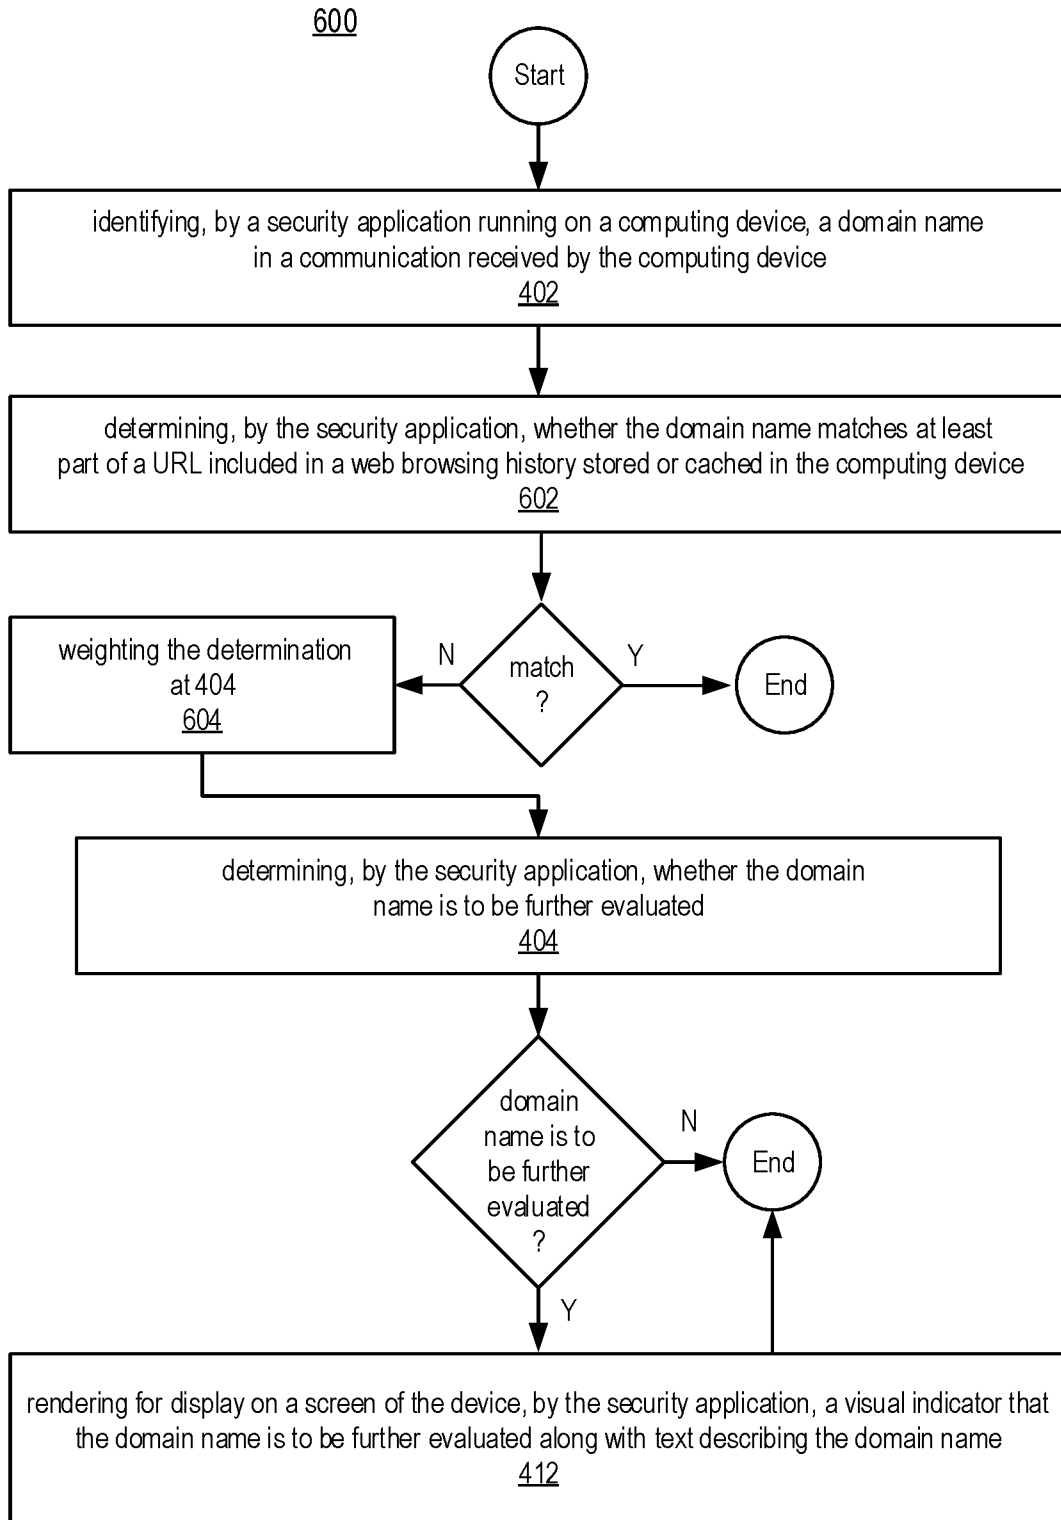 600
Start
identifying, by a security application running on a computing device, a domain name
in a communication received by the computing device
402
determining, by the security application, whether the domain name matches at least
part of a URL included in a web browsing history stored or cached in the computing device
602
weighting the determination
at 404
604
N
match
?
Y
End
determining, by the security application, whether the domain
name is to be further evaluated
404
domain
name is to
be further
evaluated
?
N
End
Y
rendering for display on a screen of the device, by the security application, a visual indicator that
the domain name is to be further evaluated along with text describing the domain name
412